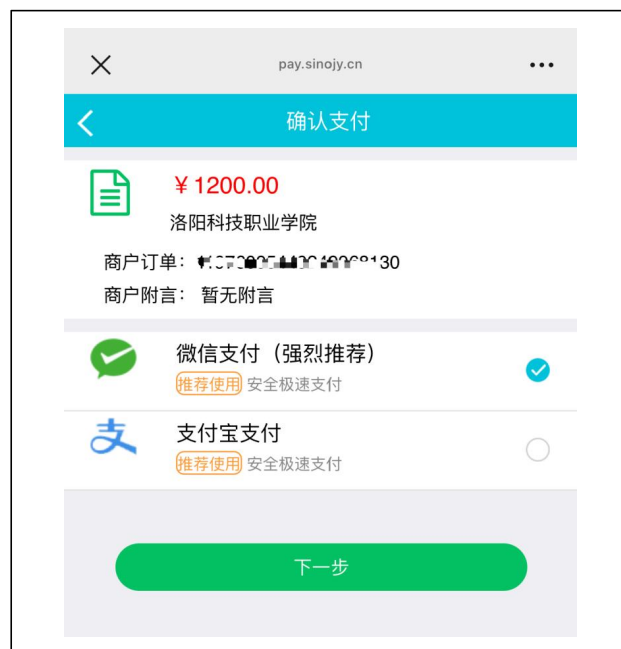 pay.sinojy.cn
确认支付
￥1200.00
洛阳科技职业学院
商户订单： 130
商户附言： 暂无附言
微信支付（强烈推荐）
推荐使用 安全极速支付
支 支付宝支付
推荐使用 安全极速支付
下一步